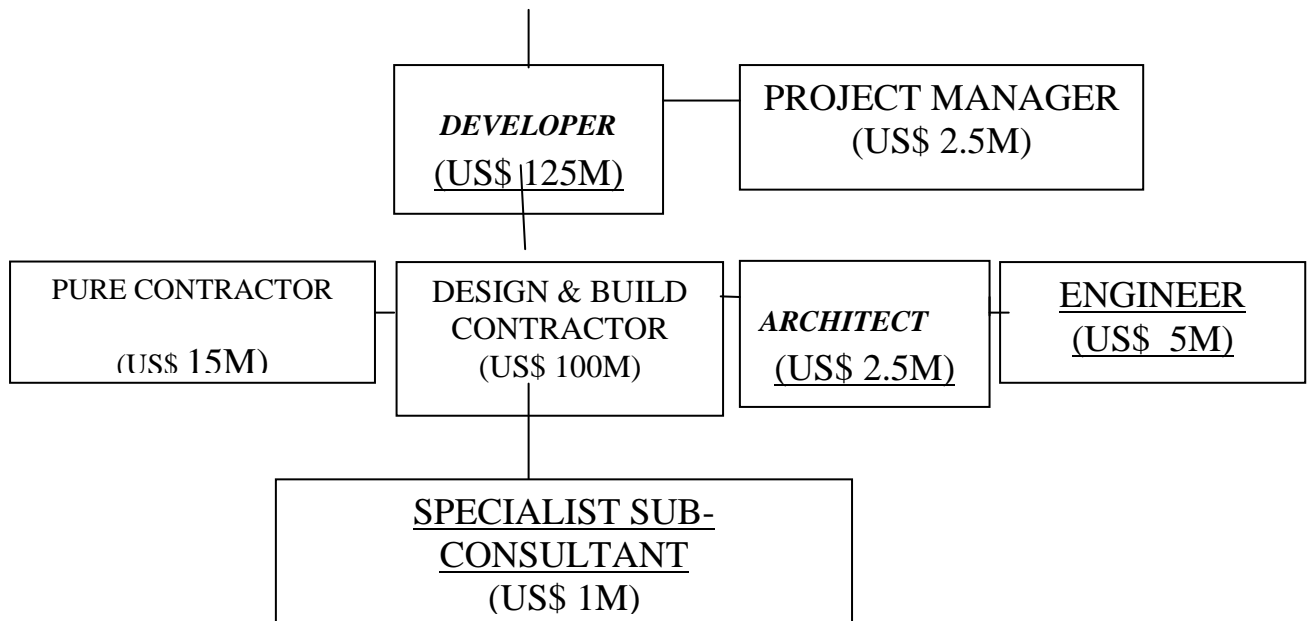 DEVELOPER
(US$ 125M)
PROJECT MANAGER
(US$ 2.5M)
PURE CONTRACTOR
(US$ 15M)
DESIGN & BUILD
CONTRACTOR
(US$ 100M)
ARCHITECT
(US$ 2.5M)
ENGINEER
(US$ 5M)
SPECIALIST SUB-
CONSULTANT
(US$ 1M)